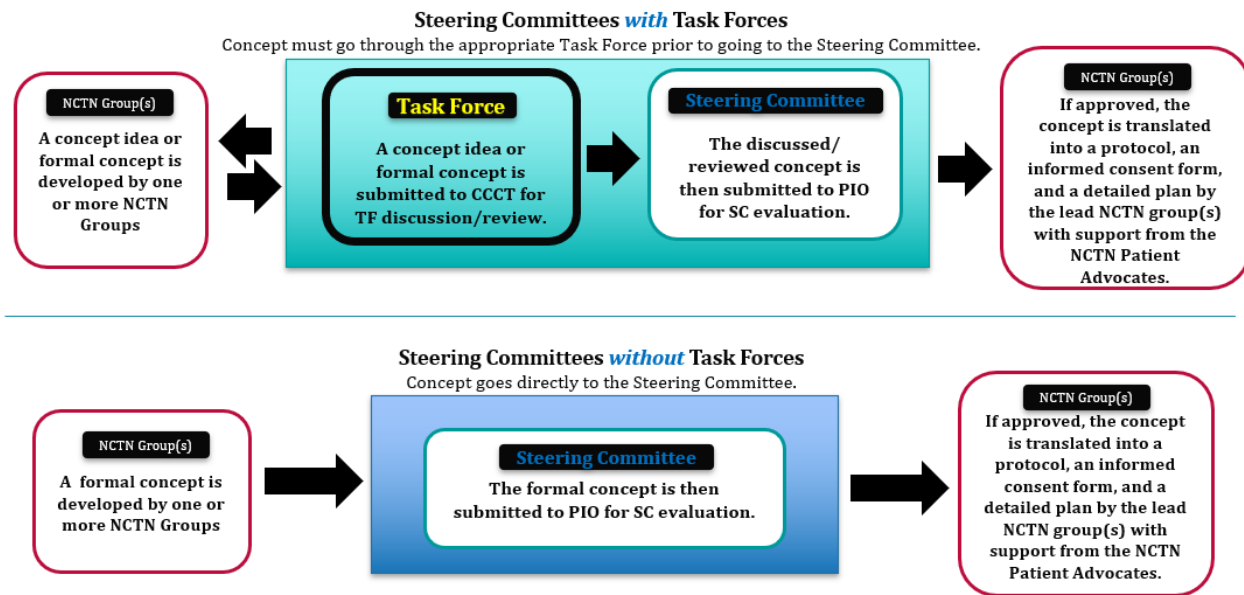 Steering Committees with Task Forces
Concept must go through the appropriate Task Force prior to going to the Steering Committee.
NCTN Group(s)
A concept idea or
formal concept is
developed by one
or more NCTN
Groups
Task Force
A concept idea or
formal concept is
submitted to CCCT for
TF discussion/review.
Steering Committee
The discussed/
reviewed concept is
then submitted to PIO
for SC evaluation.
NCTN Group(s)
If approved, the
concept is translated
into a protocol, an
informed consent form,
and a detailed plan by
the lead NCTN group(s)
with support from the
NCTN Patient
Advocates.
Steering Committees without Task Forces
Concept goes directly to the Steering Committee.
NCTN Group(s)
A formal concept is
developed by one or
more NCTN Groups
Steering Committee
The formal concept is then
submitted to PIO for SC evaluation.
NCTN Group(s)
If approved, the concept
is translated into a
protocol, an informed
consent form, and a
detailed plan by the lead
NCTN group(s) with
support from the NCTN
Patient Advocates.